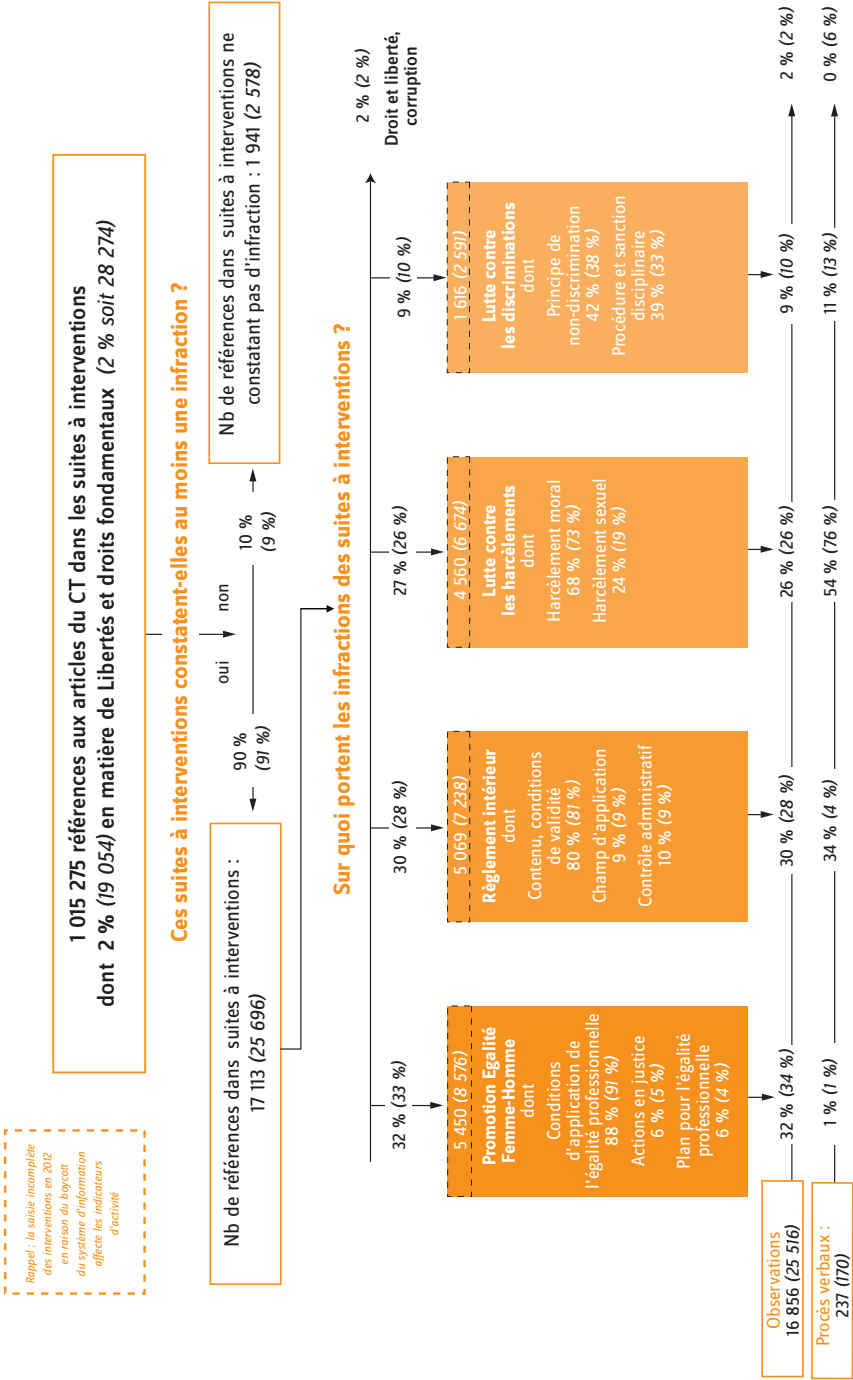 Rappel : la saisie incomplète
des interventions en 2012
en raison du boycott
du système d'information
affecte les indicateurs
d'activité
1 015 275 références aux articles du CT dans les suites à interventions
dont 2 % (19 054) en matière de Libertés et droits fondamentaux (2 % soit 28 274)
Ces suites à interventions constatent-elles au moins une infraction ?
oui
non
90 %
(91 %)
10 %
(9 %)
Nb de références dans suites à interventions :
17 113 (25 696)
Nb de références dans suites à interventions ne
constatant pas d'infraction : 1 941 (2 578)
Sur quoi portent les infractions des suites à interventions ?
32 % (33 %)
30 % (28 %)
27 % (26 %)
9 % (10 %)
2 % (2 %)
Droit et liberté,
corruption
5 450 (8 576)
Promotion Egalité
Femme-Homme
dont
Conditions
d'application de
l'égalité professionnelle
88 % (91 %)
Actions en justice
6 % (5 %)
Plan pour l'égalité
professionnelle
6 % (4 %)
5 069 (7 238)
Règlement intérieur
dont
Contenu, conditions
de validité
80 % (81 %)
Champ d'application
9 % (9 %)
Contrôle administratif
10 % (9 %)
4 560 (6 674)
Lutte contre
les harcèlements
dont
Harcèlement moral
68 % (73 %)
Harcèlement sexuel
24 % (19 %)
1 616 (2 591)
Lutte contre
les discriminations
dont
Principe de
non-discrimination
42 % (38 %)
Procédure et sanction
disciplinaire
39 % (33 %)
Observations
16 856 (25 516)
32 % (34 %)
30 % (28 %)
26 % (26 %)
9 % (10 %)
2 % (2 %)
Procès verbaux :
237 (170)
1 % (1 %)
34 % (4 %)
54 % (76 %)
11 % (13 %)
0 % (6 %)